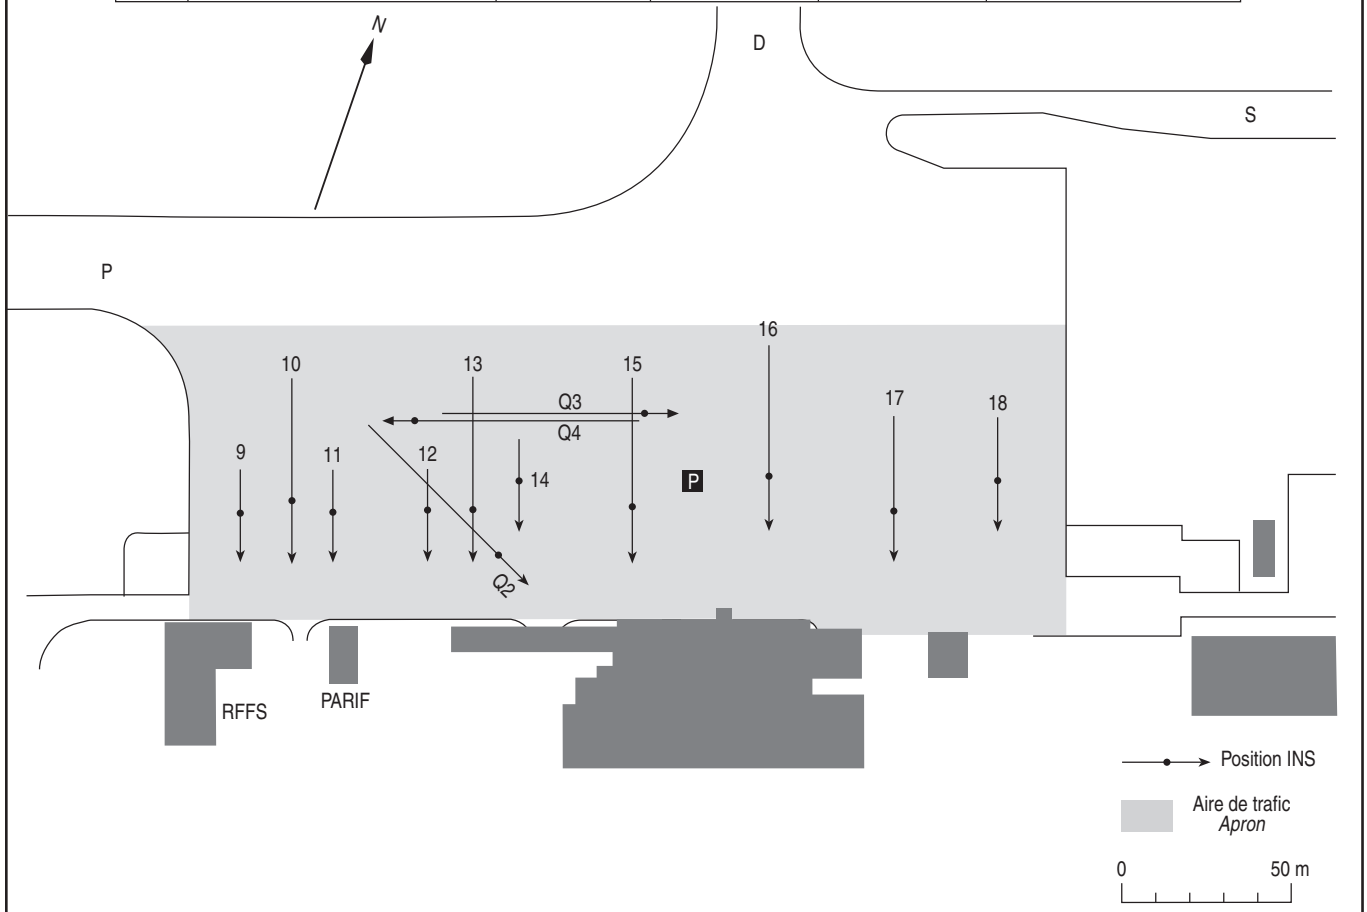 N
D
S
P
16
10
13
15
17
18
Q3
Q4
9
11
12
14
P
Q2
RFFS
PARIF
Position INS
Aire de trafic
Apron
0 50 m